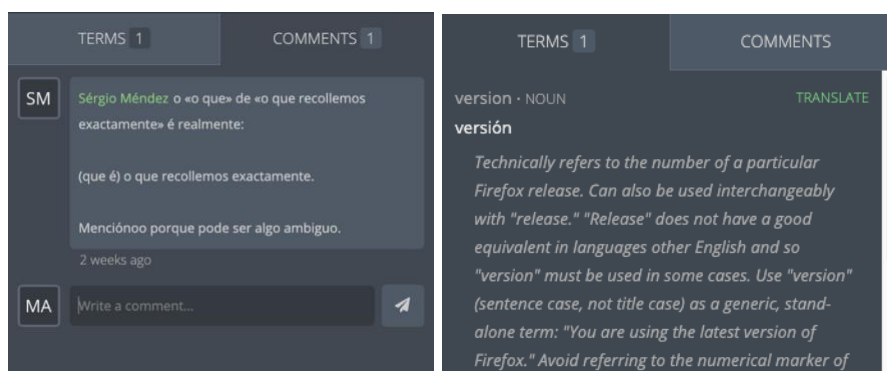 TERMS 1
COMMENTS 1
SM
Sérgio Méndez o «o que» de «o que recollemos
exactamente» é realmente:
(que é) o que recollemos exactamente.
Menciónoo porque pode ser algo ambiguo.
2 weeks ago
MA
Write a comment...
TERMS 1
COMMENTS
version · NOUN
TRANSLATE
versión
Technically refers to the number of a particular
Firefox release. Can also be used interchangeably
with "release." "Release" does not have a good
equivalent in languages other English and so
"version" must be used in some cases. Use "version"
(sentence case, not title case) as a generic, stand-
alone term: "You are using the latest version of
Firefox." Avoid referring to the numerical marker of